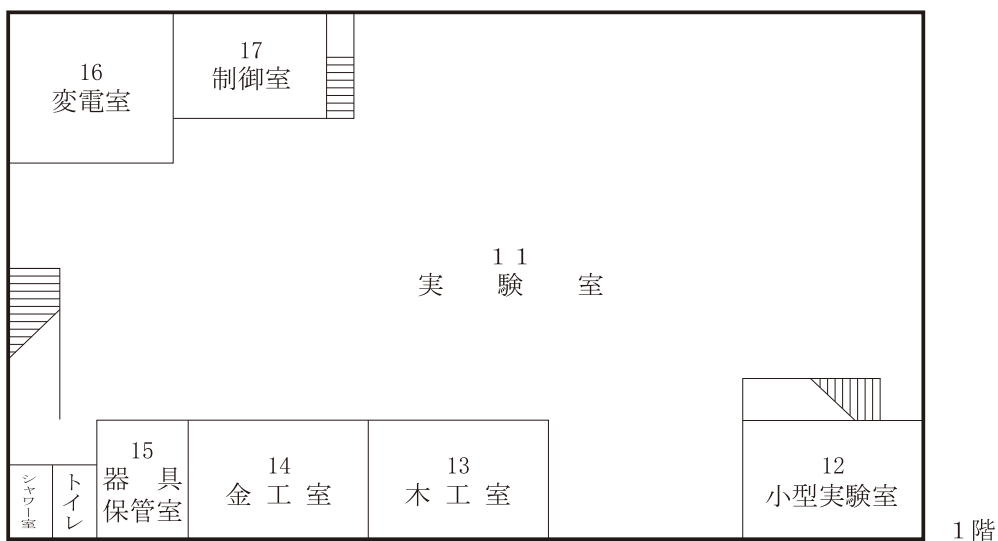 16
変電室
17
制御室
1 1
実 験 室
15
器 具
保管室
14
金 工 室
13
木 工 室
12
小型実験室
シャワー室
トイレ
1階